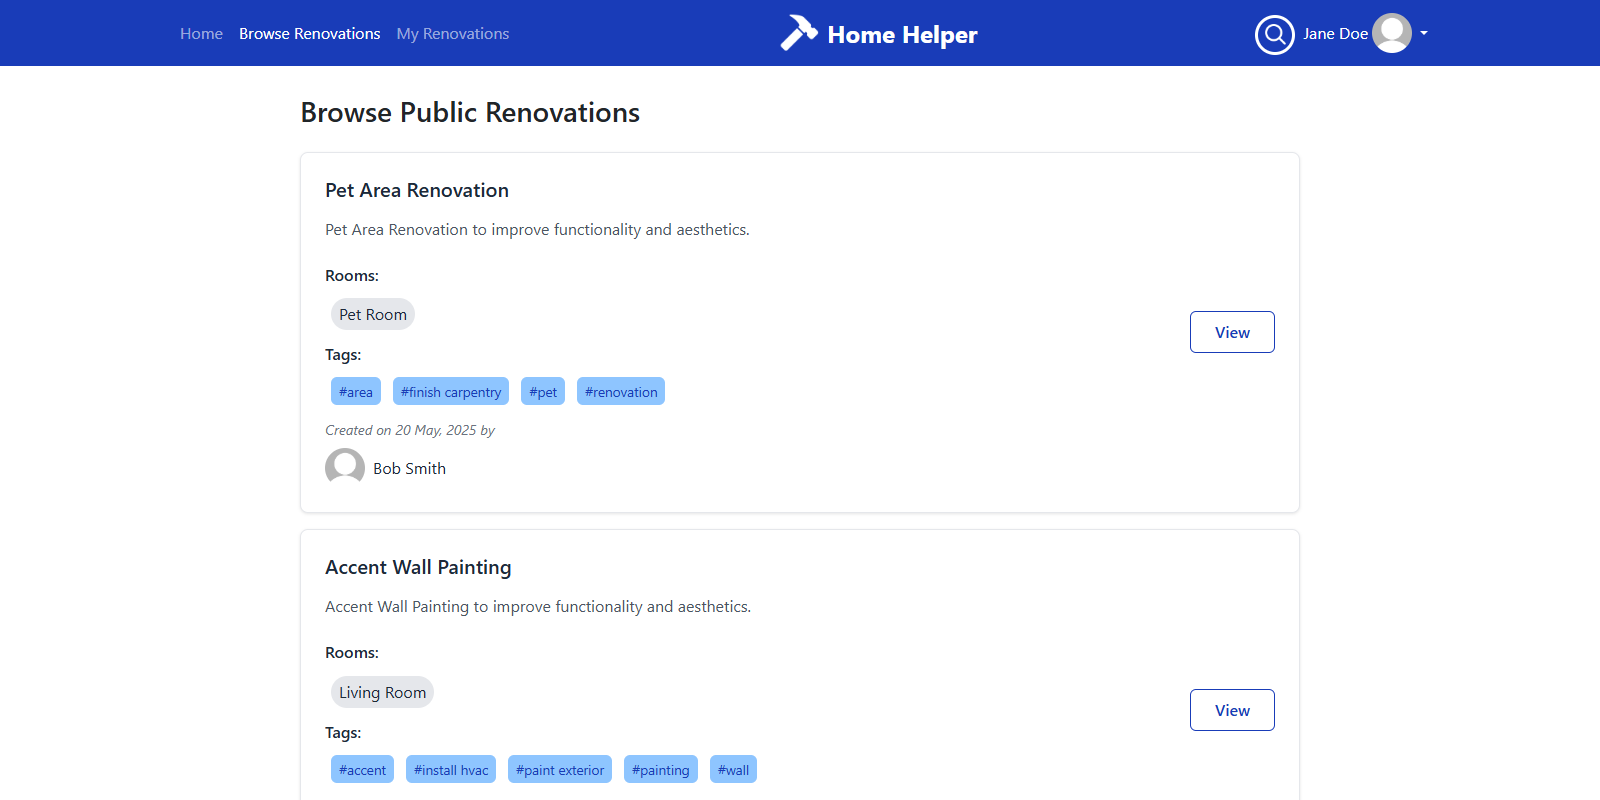 Home Browse Renovations My Renovations Home Helper Jane Doe
Browse Public Renovations
Pet Area Renovation
Pet Area Renovation to improve functionality and aesthetics.
Rooms:
Pet Room
View
Tags:
#area #finish carpentry #pet #renovation
Created on 20 May, 2025 by
Bob Smith
Accent Wall Painting
Accent Wall Painting to improve functionality and aesthetics.
Rooms:
Living Room
View
Tags:
#accent #install hvac #paint exterior #painting #wall